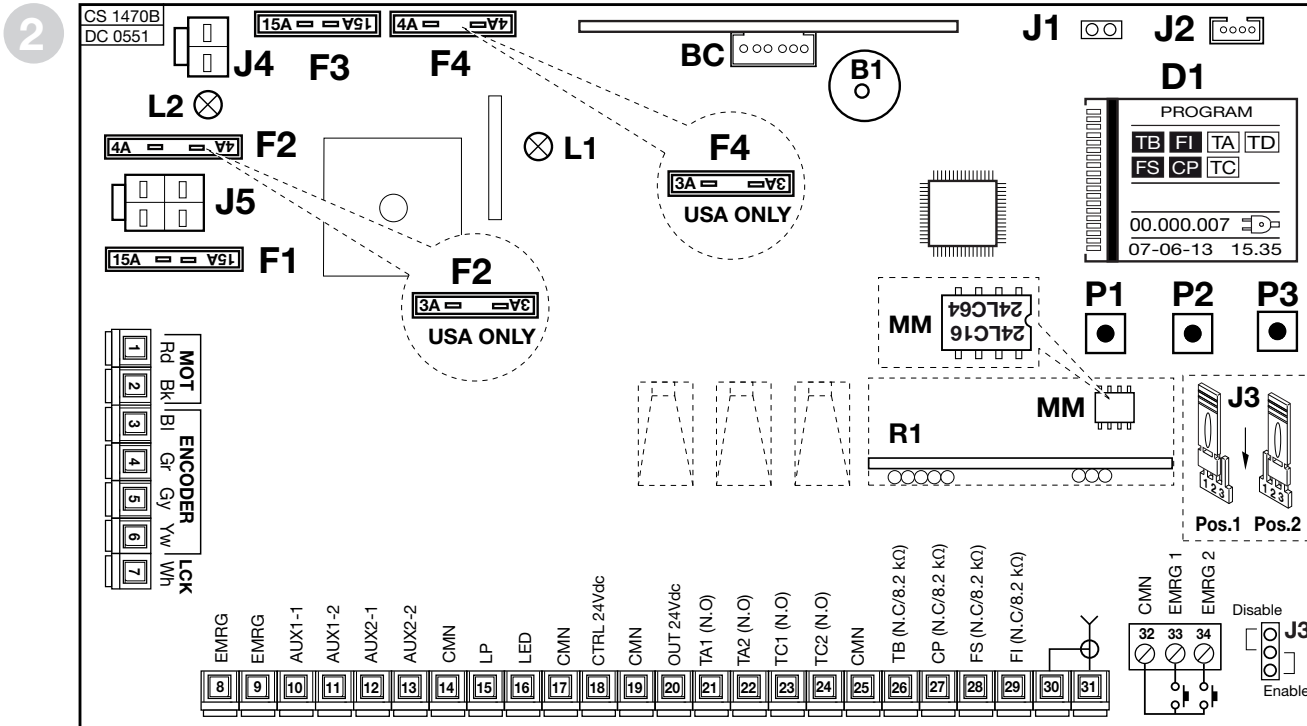 2
CS 1470B
DC 0551
J4
15A 15A
F3
4A 4A
F4
BC
B1
J1
J2
D1
PROGRAM
TB FI TA TD
FS CP TC
00.000.007
07-06-13 15.35
L2
4A 4A
F2
L1
J5
15A 15A
F1
F4
3A 3A
USA ONLY
F2
3A 3A
USA ONLY
P1
P2
P3
MM
24LC16
24LC64
MM
R1
J3
1 2 3
1 2 3
Pos.1 Pos.2
1 Rd
2 Bk
MOT
3 Bl
4 Gr
5 Gy
6 Yw
ENCODER
7 Wh
LCK
EMRG
EMRG
AUX1-1
AUX1-2
AUX2-1
AUX2-2
CMN
LP
LED
CMN
CTRL 24Vdc
CMN
OUT 24Vdc
TA1 (N.O)
TA2 (N.O)
TC1 (N.O)
TC2 (N.O)
CMN
TB (N.C/8.2 kΩ)
CP (N.C/8.2 kΩ)
FS (N.C/8.2 kΩ)
FI (N.C/8.2 kΩ)
8 9 10 11 12 13 14 15 16 17 18 19 20 21 22 23 24 25 26 27 28 29 30 31
CMN
EMRG 1
EMRG 2
32 33 34
Disable
J3
Enable